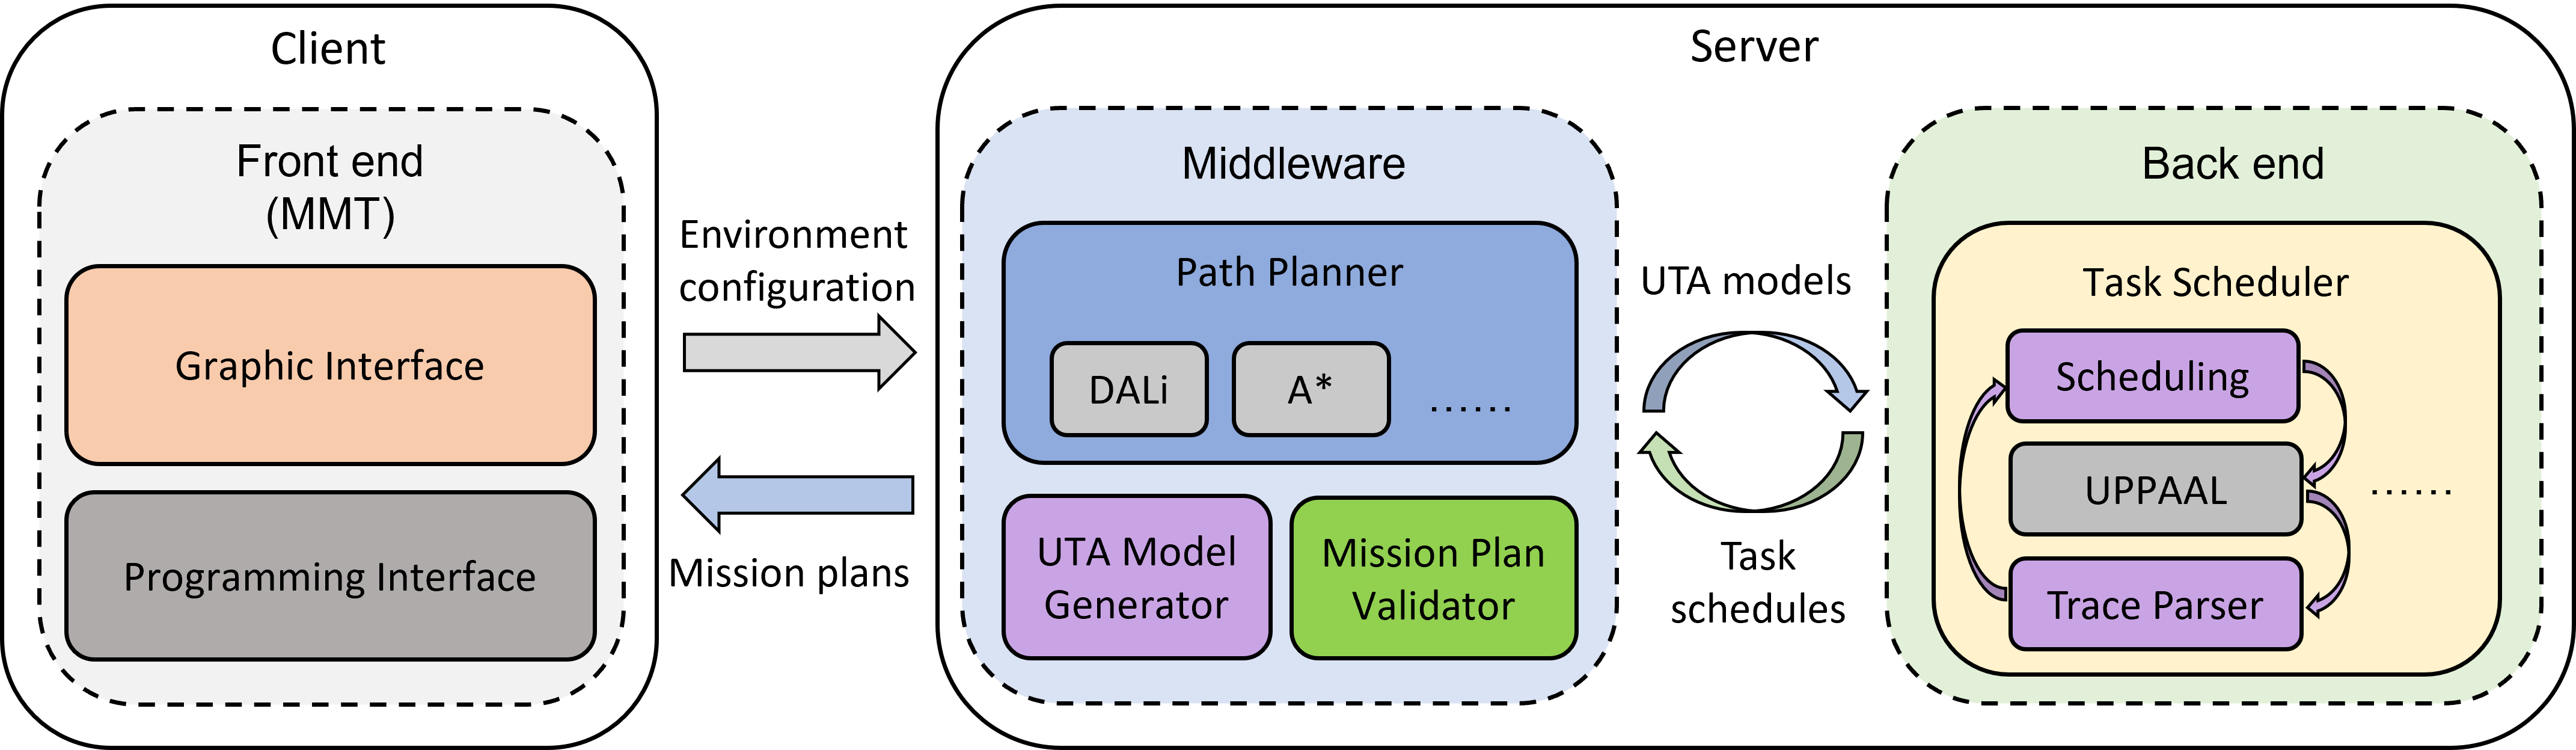 Client
Front end
(MMT)
Graphic Interface
Programming Interface
Environment
configuration
Mission plans
Server
Middleware
Path Planner
DALi
A*
......
UTA Model
Generator
Mission Plan
Validator
UTA models
Task
schedules
Back end
Task Scheduler
Scheduling
UPPAAL
......
Trace Parser